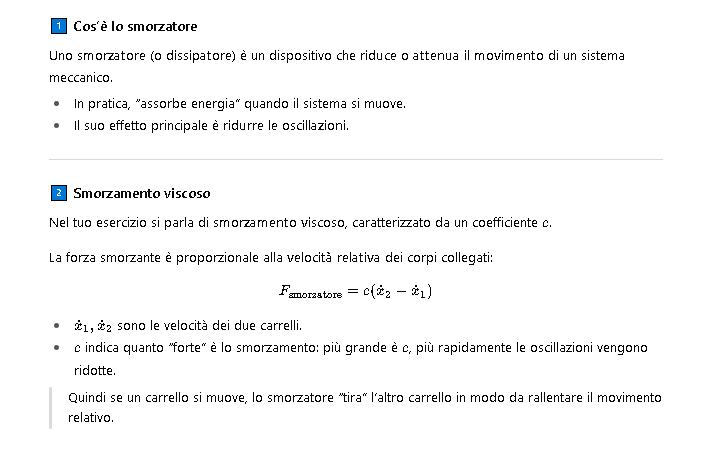 1 Cos'è lo smorzatore
Uno smorzatore (o dissipatore) è un dispositivo che riduce o attenua il movimento di un sistema
meccanico.
• In pratica, "assorbe energia" quando il sistema si muove.
• Il suo effetto principale è ridurre le oscillazioni.
2 Smorzamento viscoso
Nel tuo esercizio si parla di smorzamento viscoso, caratterizzato da un coefficiente c.
La forza smorzante è proporzionale alla velocità relativa dei corpi collegati:
F_smorzatore = c(ẋ₂ − ẋ₁)
• ẋ₁, ẋ₂ sono le velocità dei due carrelli.
• c indica quanto "forte" è lo smorzamento: più grande è c, più rapidamente le oscillazioni vengono
ridotte.
Quindi se un carrello si muove, lo smorzatore "tira" l'altro carrello in modo da rallentare il movimento
relativo.